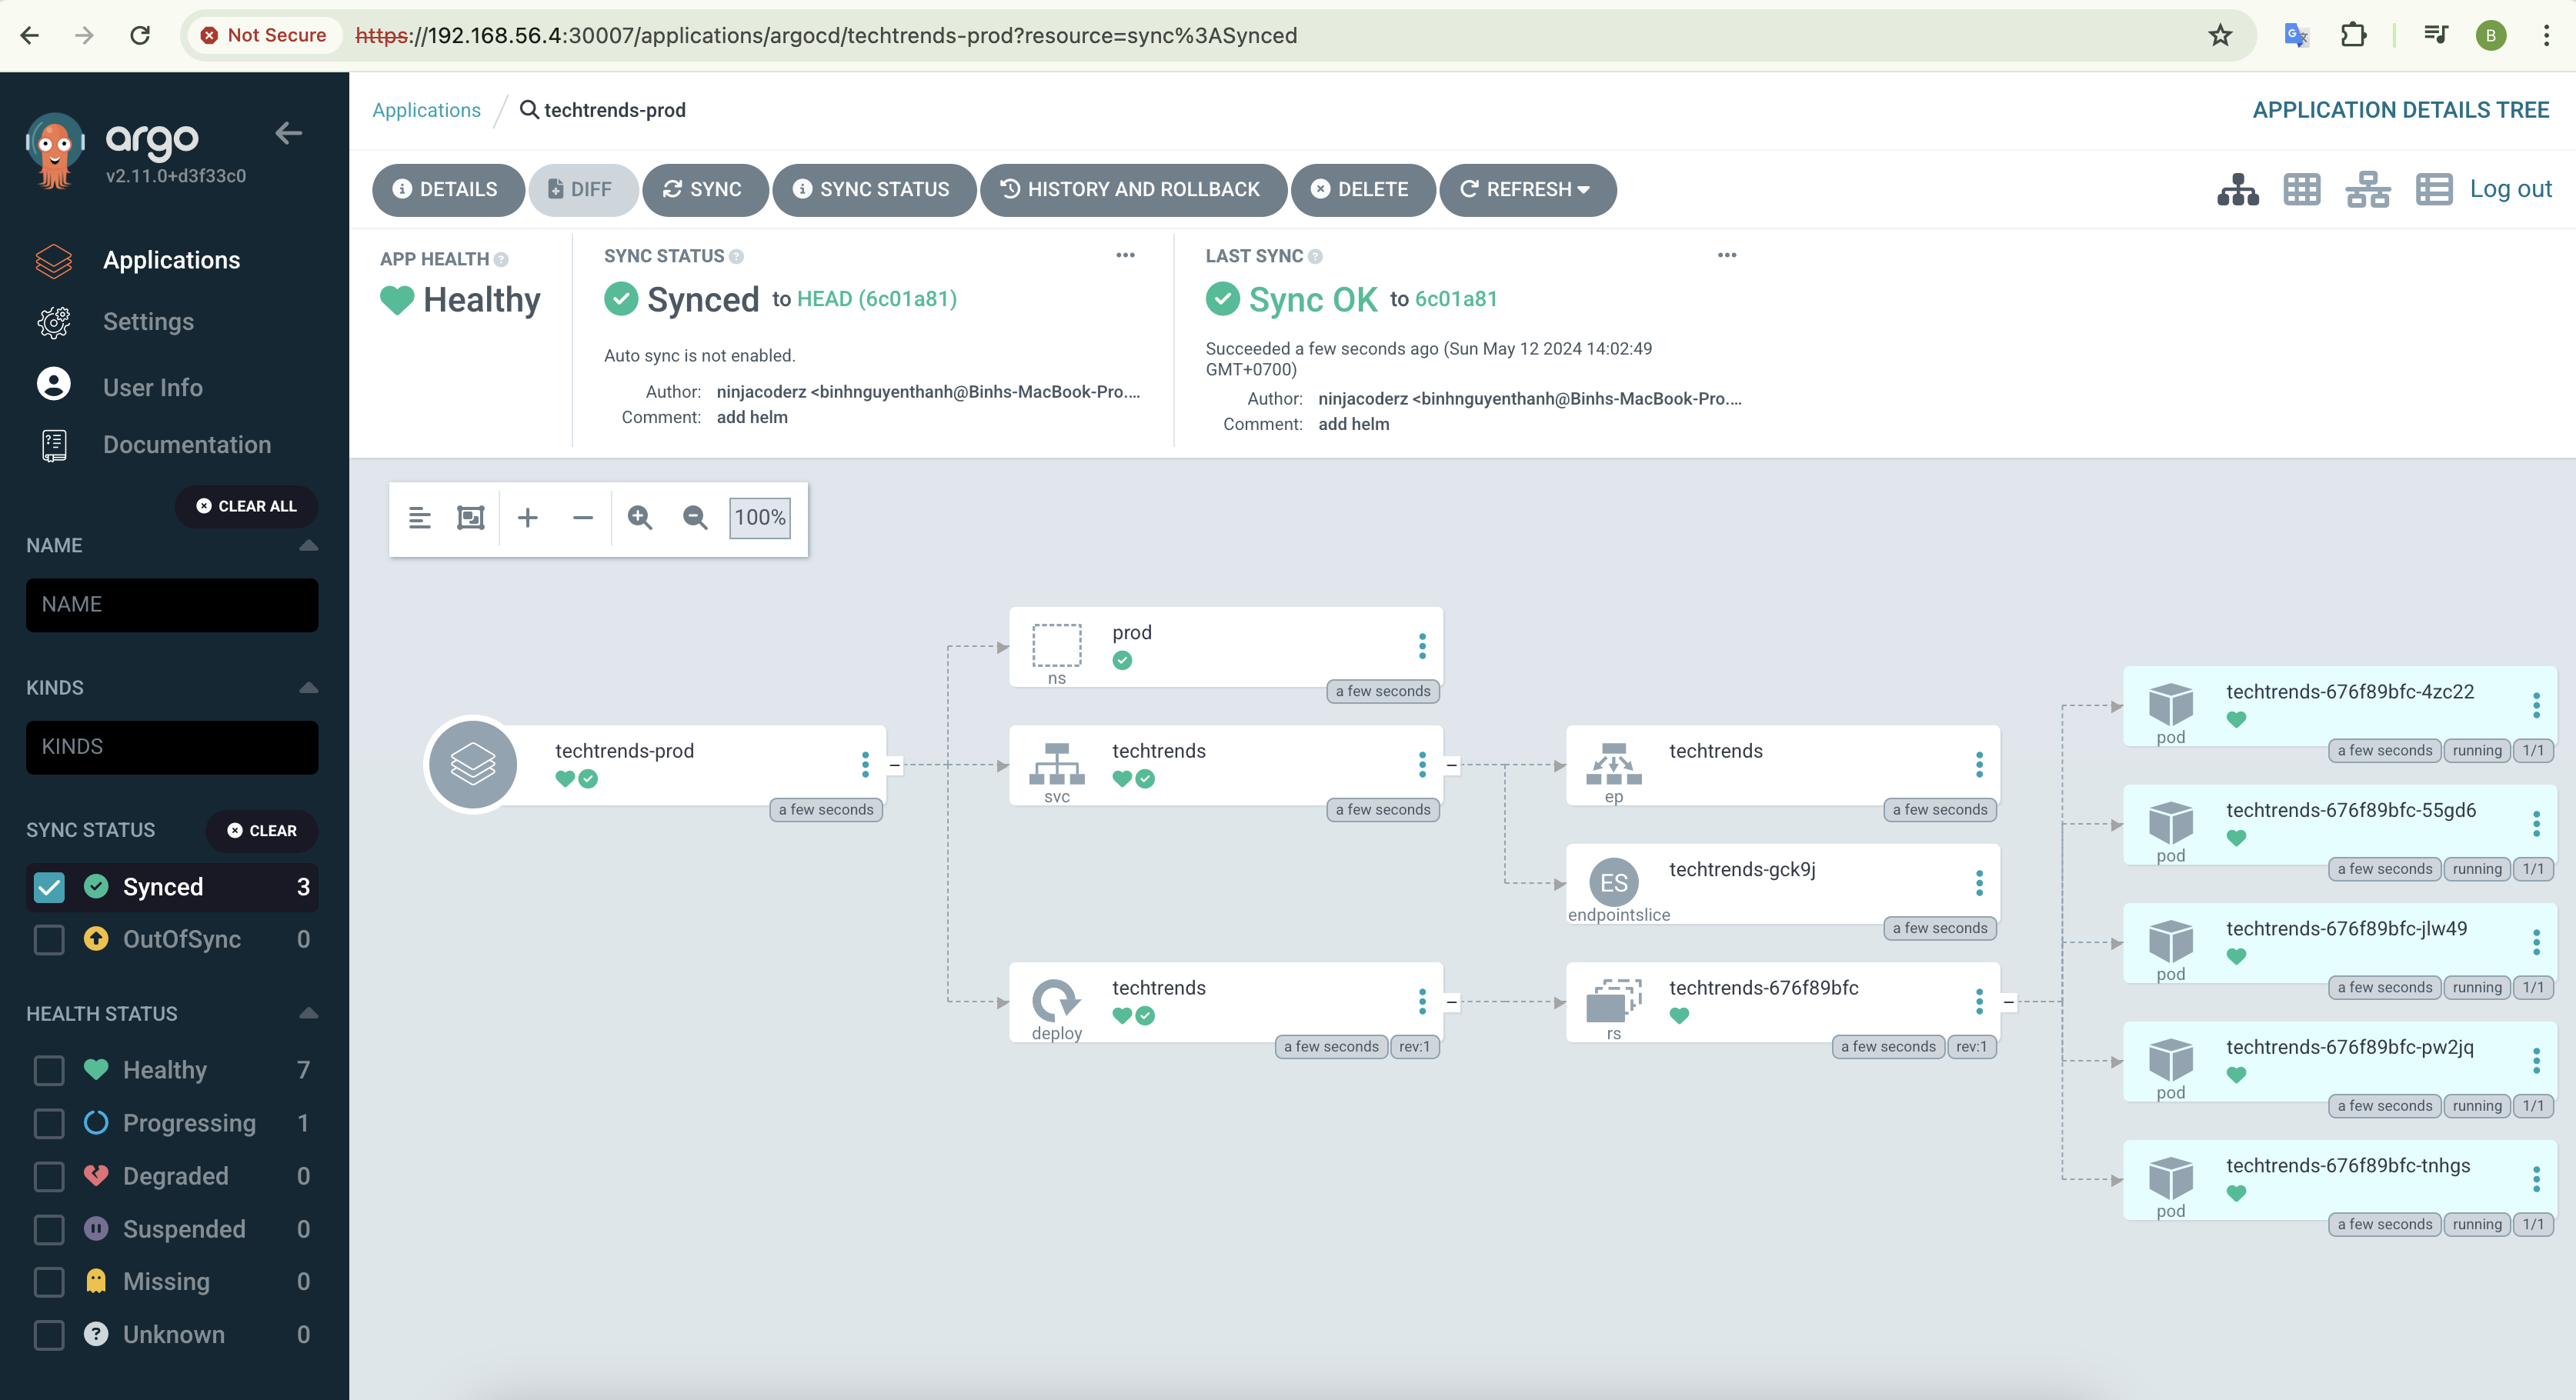 Not Secure https://192.168.56.4:30007/applications/argocd/techtrends-prod?resource=sync%3ASynced
B
argo
v2.11.0+d3f33c0
Applications
Settings
User Info
Documentation
CLEAR ALL
NAME
NAME
KINDS
KINDS
SYNC STATUS CLEAR
Synced 3
OutOfSync 0
HEALTH STATUS
Healthy 7
Progressing 1
Degraded 0
Suspended 0
Missing 0
Unknown 0
Applications / techtrends-prod
APPLICATION DETAILS TREE
DETAILS DIFF SYNC SYNC STATUS HISTORY AND ROLLBACK DELETE REFRESH
Log out
APP HEALTH
Healthy
SYNC STATUS
Synced to HEAD (6c01a81)
Auto sync is not enabled.
Author: ninjacoderz <binhnguyenthanh@Binhs-MacBook-Pro....
Comment: add helm
LAST SYNC
Sync OK to 6c01a81
Succeeded a few seconds ago (Sun May 12 2024 14:02:49
GMT+0700)
Author: ninjacoderz <binhnguyenthanh@Binhs-MacBook-Pro....
Comment: add helm
100%
techtrends-prod
a few seconds
prod
ns
a few seconds
techtrends
svc
a few seconds
techtrends
deploy
a few seconds rev:1
techtrends
ep
a few seconds
ES
techtrends-gck9j
endpointslice
a few seconds
techtrends-676f89bfc
rs
a few seconds rev:1
techtrends-676f89bfc-4zc22
pod
a few seconds running 1/1
techtrends-676f89bfc-55gd6
pod
a few seconds running 1/1
techtrends-676f89bfc-jlw49
pod
a few seconds running 1/1
techtrends-676f89bfc-pw2jq
pod
a few seconds running 1/1
techtrends-676f89bfc-tnhgs
pod
a few seconds running 1/1